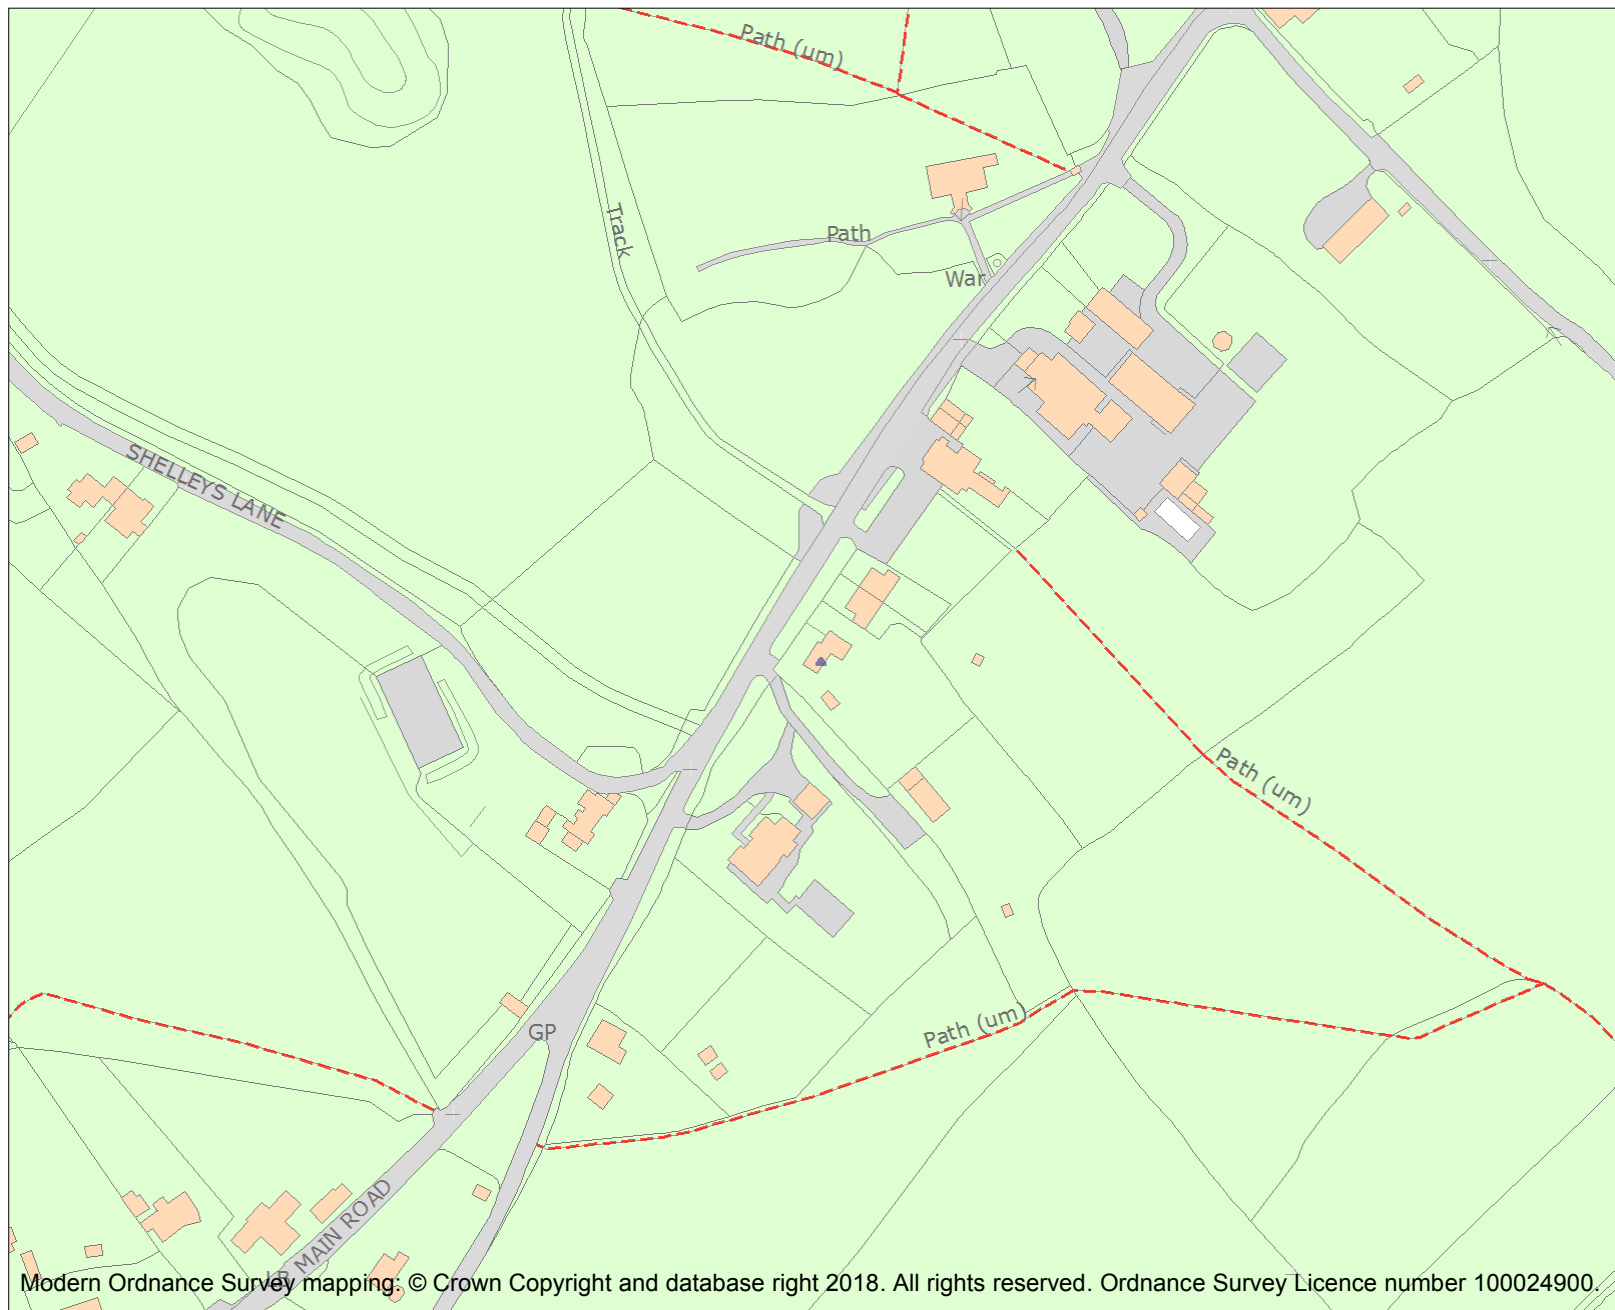 Path (um)
Track
Path
War
SHELLEYS LANE
Path (um)
Path (um)
GP
MAIN ROAD
LB
Modern Ordnance Survey mapping: © Crown Copyright and database right 2018. All rights reserved. Ordnance Survey Licence number 100024900.